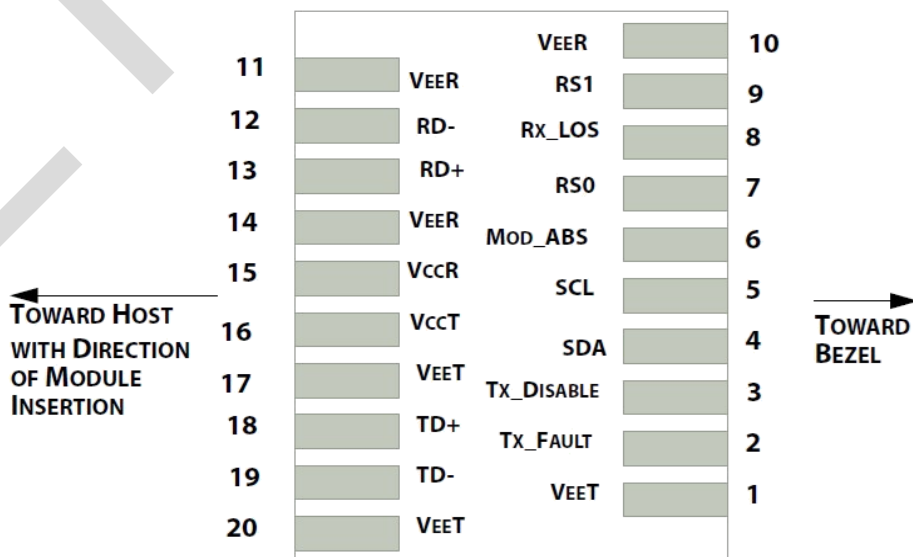 VEER 10
11 VEER
RS1 9
12 RD-
RX_LOS 8
13 RD+
RS0 7
14 VEER
MOD_ABS 6
15 VCCR
SCL 5
TOWARD HOST
WITH DIRECTION
OF MODULE
INSERTION
TOWARD
BEZEL
16 VCCT
SDA 4
17 VEET
TX_DISABLE 3
18 TD+
TX_FAULT 2
19 TD-
VEET 1
20 VEET